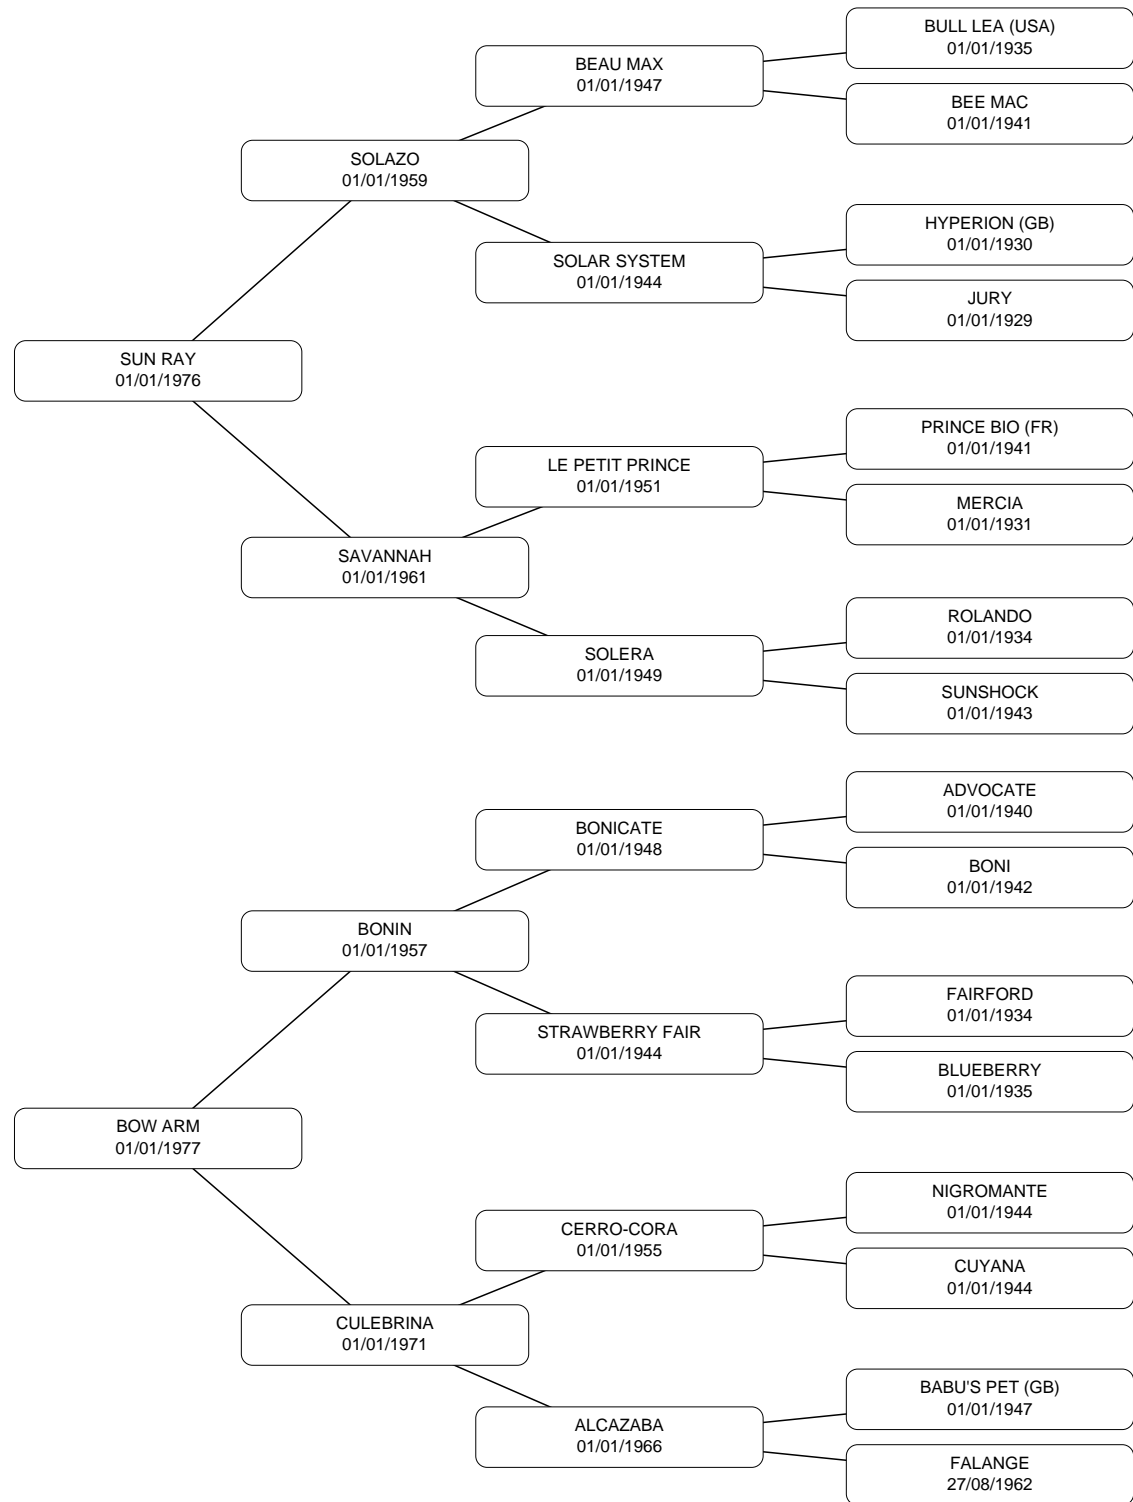 BULL LEA (USA)
01/01/1935
BEAU MAX
01/01/1947
BEE MAC
01/01/1941
SOLAZO
01/01/1959
HYPERION (GB)
01/01/1930
SOLAR SYSTEM
01/01/1944
JURY
01/01/1929
SUN RAY
01/01/1976
PRINCE BIO (FR)
01/01/1941
LE PETIT PRINCE
01/01/1951
MERCIA
01/01/1931
SAVANNAH
01/01/1961
ROLANDO
01/01/1934
SOLERA
01/01/1949
SUNSHOCK
01/01/1943
ADVOCATE
01/01/1940
BONICATE
01/01/1948
BONI
01/01/1942
BONIN
01/01/1957
FAIRFORD
01/01/1934
STRAWBERRY FAIR
01/01/1944
BLUEBERRY
01/01/1935
BOW ARM
01/01/1977
NIGROMANTE
01/01/1944
CERRO-CORA
01/01/1955
CUYANA
01/01/1944
CULEBRINA
01/01/1971
BABU'S PET (GB)
01/01/1947
ALCAZABA
01/01/1966
FALANGE
27/08/1962